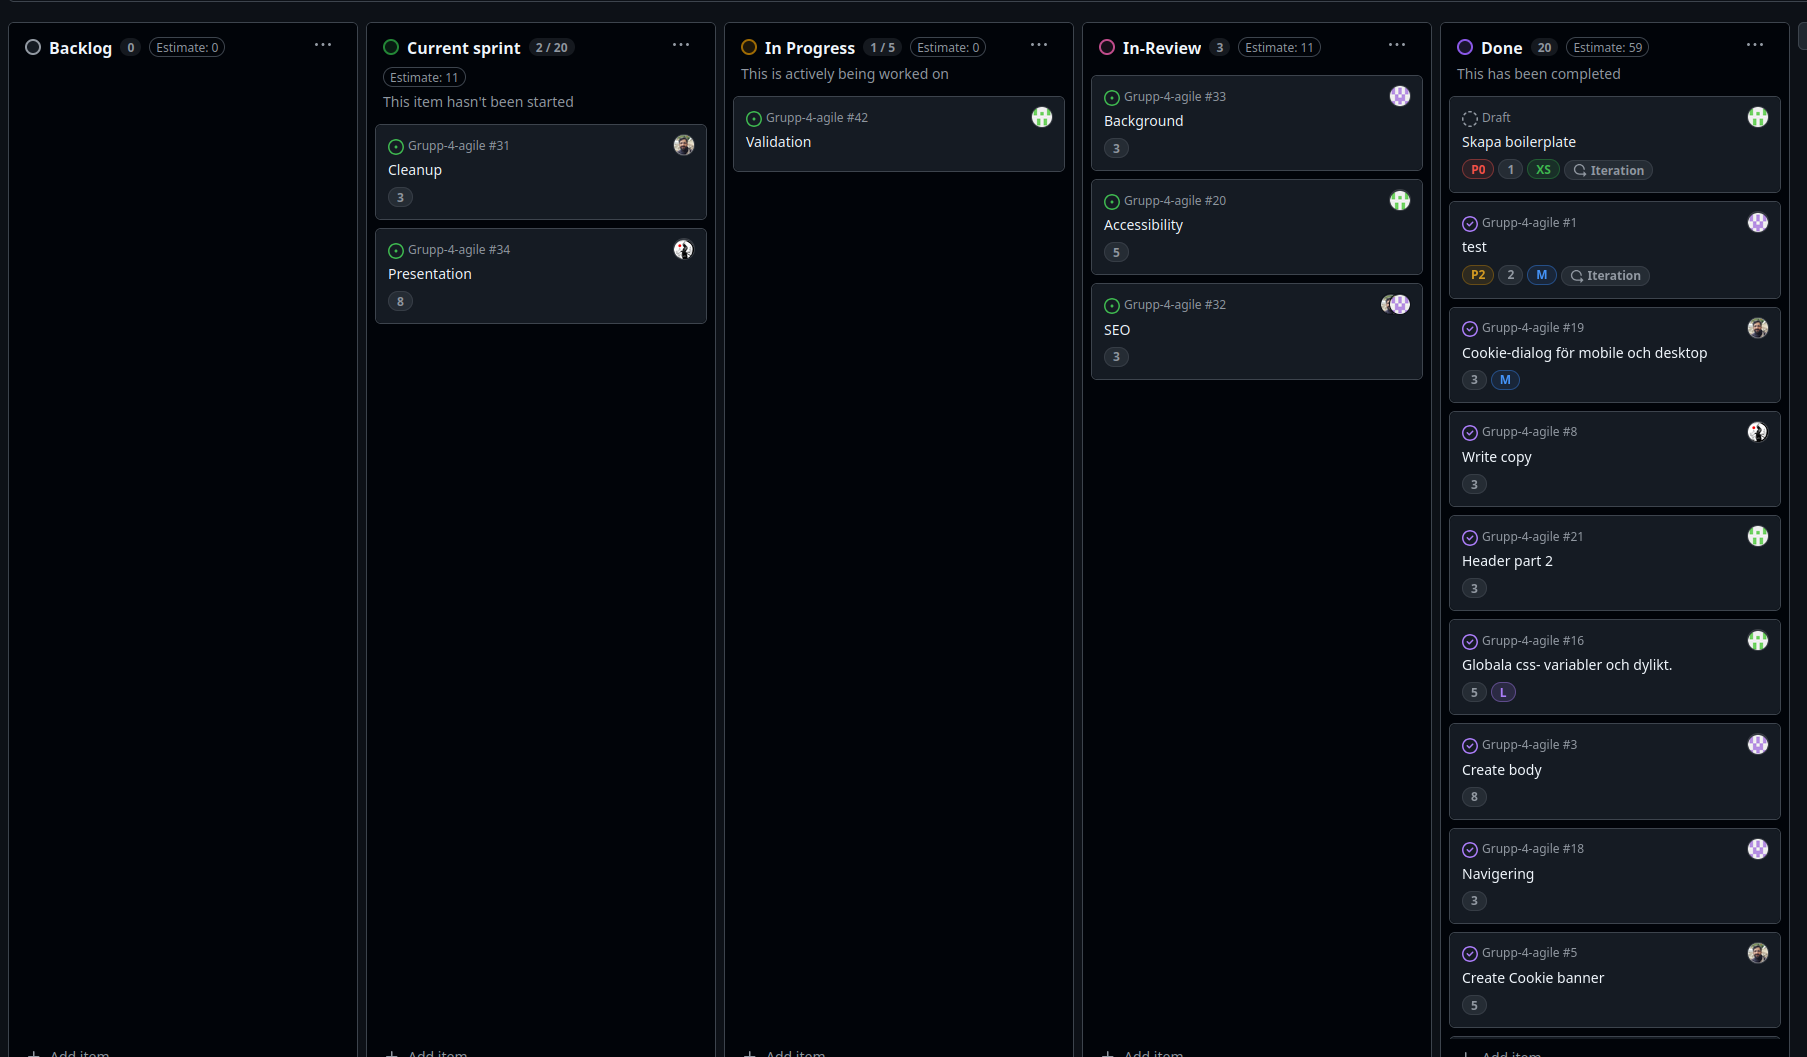 Backlog 0 Estimate: 0
Current sprint 2 / 20
Estimate: 11
This item hasn't been started
Grupp-4-agile #31
Cleanup
3
Grupp-4-agile #34
Presentation
8
In Progress 1 / 5 Estimate: 0
This is actively being worked on
Grupp-4-agile #42
Validation
In-Review 3 Estimate: 11
Grupp-4-agile #33
Background
3
Grupp-4-agile #20
Accessibility
5
Grupp-4-agile #32
SEO
3
Done 20 Estimate: 59
This has been completed
Draft
Skapa boilerplate
P0 1 XS Iteration
Grupp-4-agile #1
test
P2 2 M Iteration
Grupp-4-agile #19
Cookie-dialog för mobile och desktop
3 M
Grupp-4-agile #8
Write copy
3
Grupp-4-agile #21
Header part 2
3
Grupp-4-agile #16
Globala css- variabler och dylikt.
5 L
Grupp-4-agile #3
Create body
8
Grupp-4-agile #18
Navigering
3
Grupp-4-agile #5
Create Cookie banner
5
+ Add item
+ Add item
+ Add item
+ Add item
+ Add item